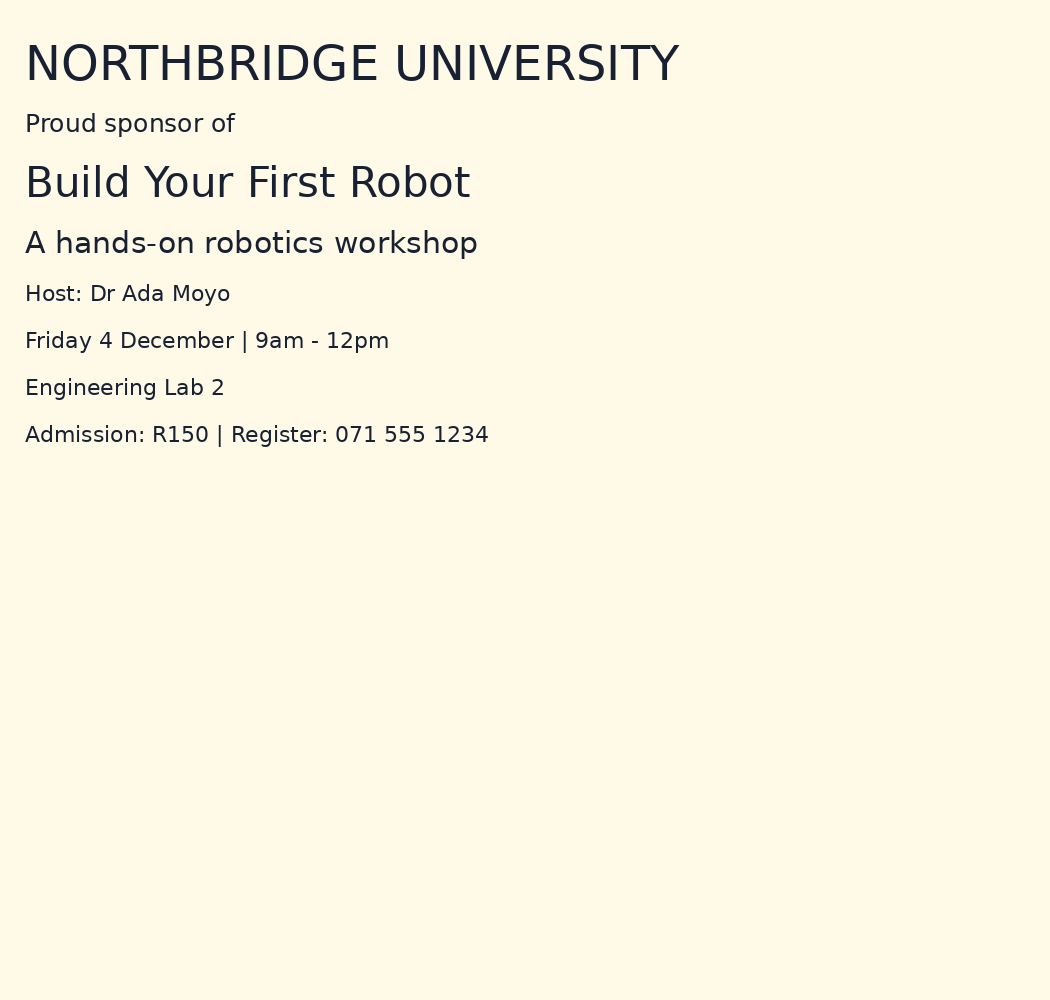 NORTHBRIDGE UNIVERSITY
Proud sponsor of
Build Your First Robot
A hands-on robotics workshop
Host: Dr Ada Moyo
Friday 4 December | 9am - 12pm
Engineering Lab 2
Admission: R150 | Register: 071 555 1234